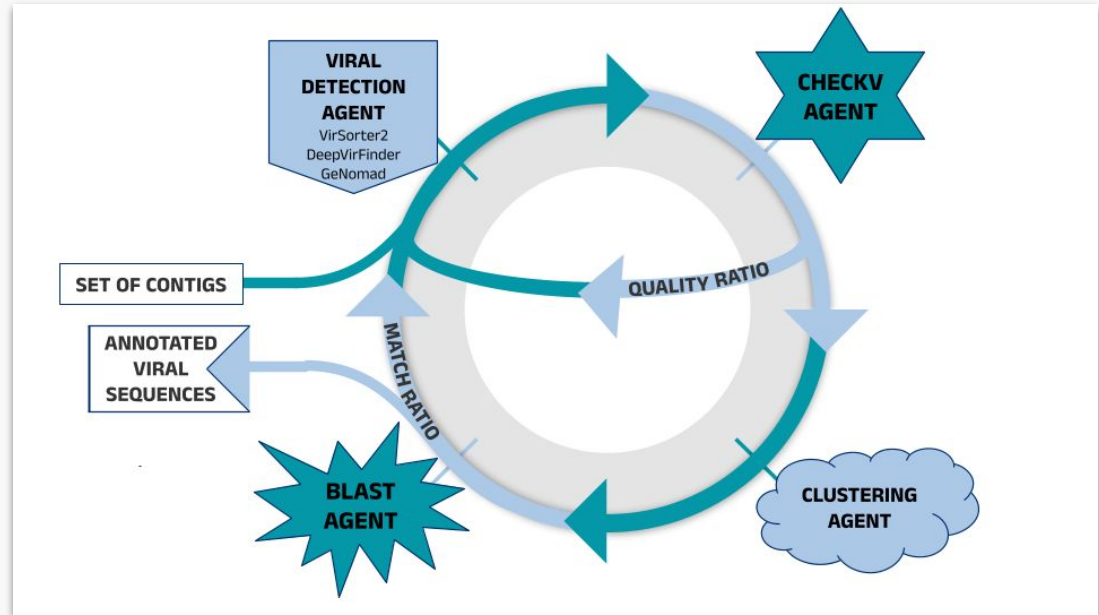 VIRAL
DETECTION
AGENT
VirSorter2
DeepVirFinder
GeNomad
CHECKV
AGENT
SET OF CONTIGS
QUALITY RATIO
ANNOTATED
VIRAL
SEQUENCES
MATCH RATIO
BLAST
AGENT
CLUSTERING
AGENT